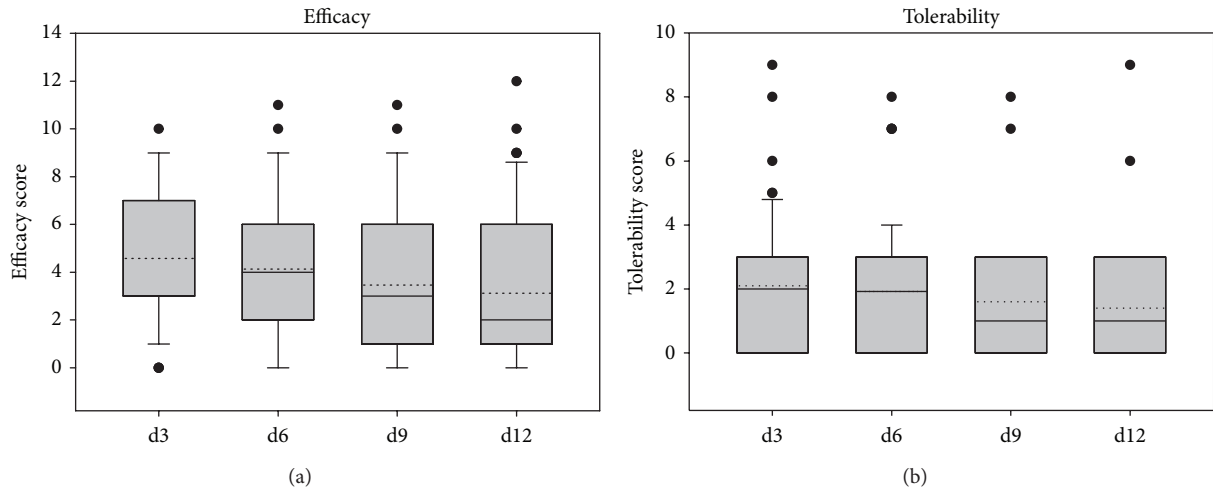 Efficacy
Efficacy score
14
12
10
8
6
4
2
0
d3 d6 d9 d12
(a)
Tolerability
Tolerability score
10
8
6
4
2
0
d3 d6 d9 d12
(b)